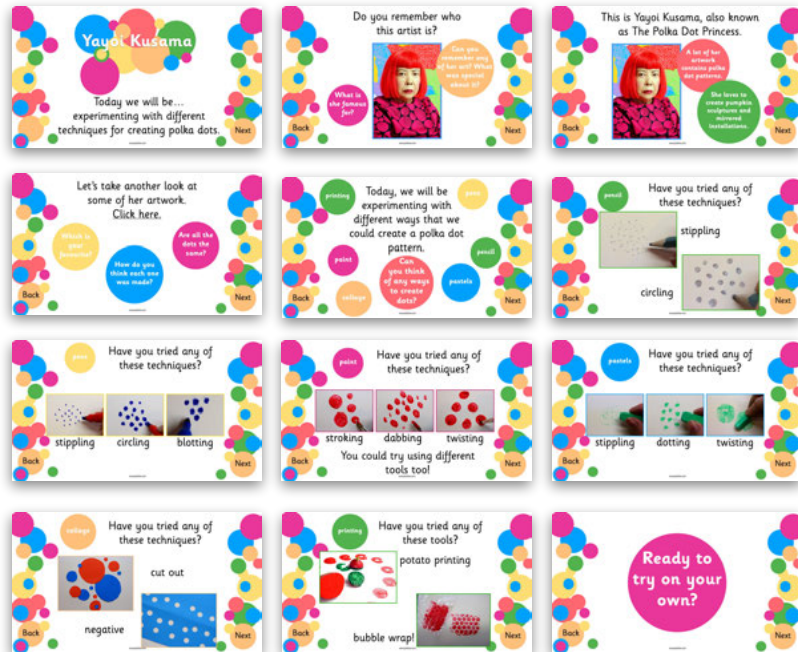 Yayoi Kusama
Today we will be...
experimenting with different
techniques for creating polka dots.
Next
Do you remember who
this artist is?
Can you
remember any
of her art? What
was special
about it?
What is
she famous
for?
Back
Next
This is Yayoi Kusama, also known
as The Polka Dot Princess.
A lot of her
artwork
contains polka
dot patterns.
She loves to
create pumpkin
sculptures and
mirrored
installations.
Back
Next
Let's take another look at
some of her artwork.
Click here.
Which is
your
favourite?
How do you
think each one
was made?
Are all the
dots the
same?
Back
Next
printing
Today, we will be
experimenting with
different ways that we
could create a polka dot
pattern.
pens
paint
pencil
collage
Can
you think
of any ways
to create
dots?
pastels
Back
Next
pencil
Have you tried any of
these techniques?
stippling
circling
Back
Next
pens
Have you tried any of
these techniques?
stippling circling blotting
Back
Next
paint
Have you tried any of
these techniques?
stroking dabbing twisting
You could try using different
tools too!
Back
Next
pastels
Have you tried any of
these techniques?
stippling dotting twisting
Back
Next
collage
Have you tried any of
these techniques?
cut out
negative
Back
Next
printing
Have you tried any of
these tools?
potato printing
bubble wrap!
Back
Next
Ready to
try on your
own?
Back